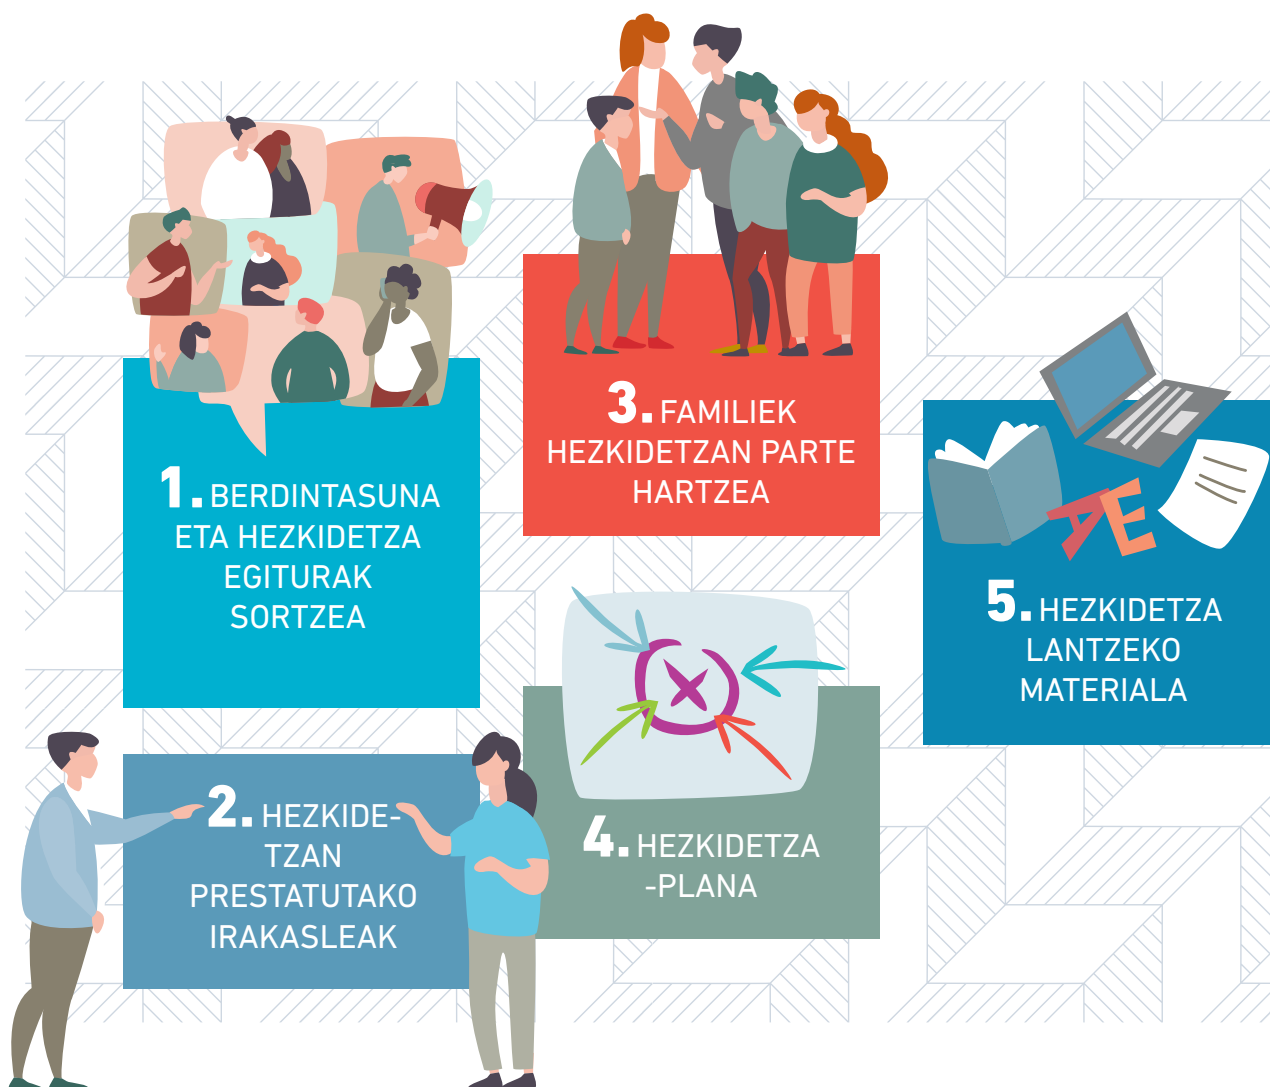 1. BERDINTASUNA
ETA HEZKIDETZA
EGITURAK
SORTZEA
2. HEZKIDE-
TZAN
PRESTATUTAKO
IRAKASLEAK
3. FAMILIEK
HEZKIDETZAN PARTE
HARTZEA
4. HEZKIDETZA
-PLANA
5. HEZKIDETZA
LANTZEKO
MATERIALA
AE